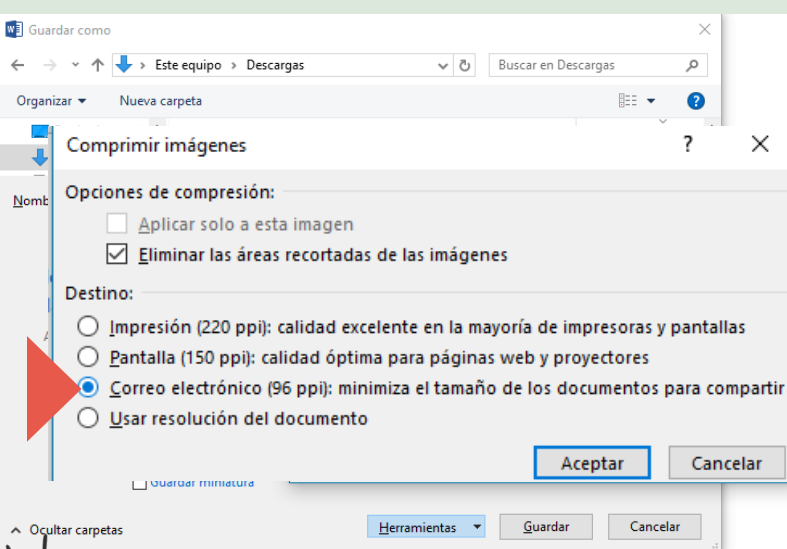 Guardar como
Este equipo > Descargas
Buscar en Descargas
Organizar
Nueva carpeta
Comprimir imágenes
Nomb
Opciones de compresión:
Aplicar solo a esta imagen
Eliminar las áreas recortadas de las imágenes
Destino:
Impresión (220 ppi): calidad excelente en la mayoría de impresoras y pantallas
Pantalla (150 ppi): calidad óptima para páginas web y proyectores
Correo electrónico (96 ppi): minimiza el tamaño de los documentos para compartir
Usar resolución del documento
Aceptar
Cancelar
Guardar miniatura
Ocultar carpetas
Herramientas
Guardar
Cancelar